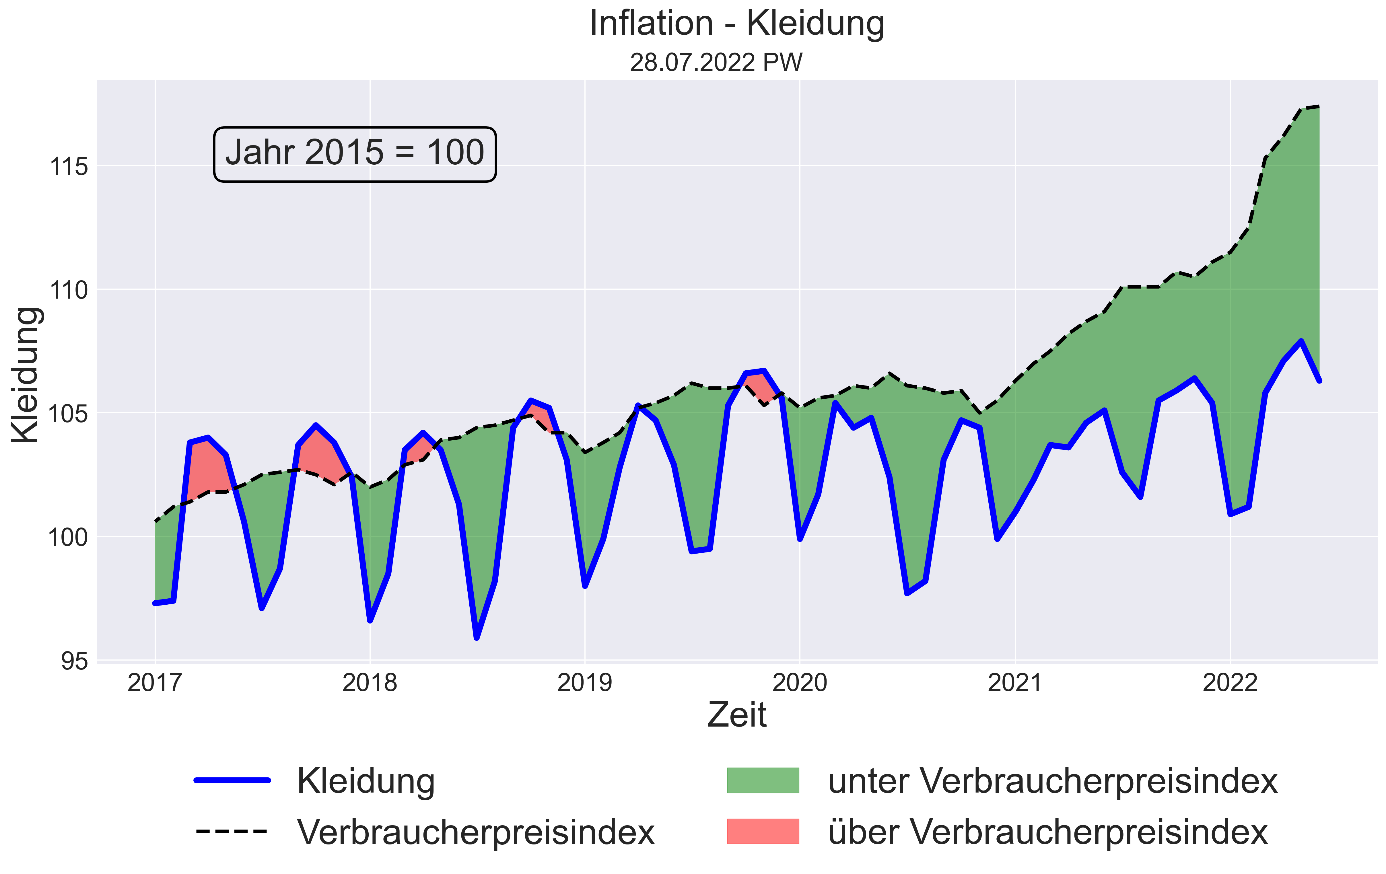 Inflation - Kleidung
28.07.2022 PW
Jahr 2015 = 100
115
110
105
100
95
Kleidung
2017 2018 2019 2020 2021 2022
Zeit
Kleidung
Verbraucherpreisindex
unter Verbraucherpreisindex
über Verbraucherpreisindex